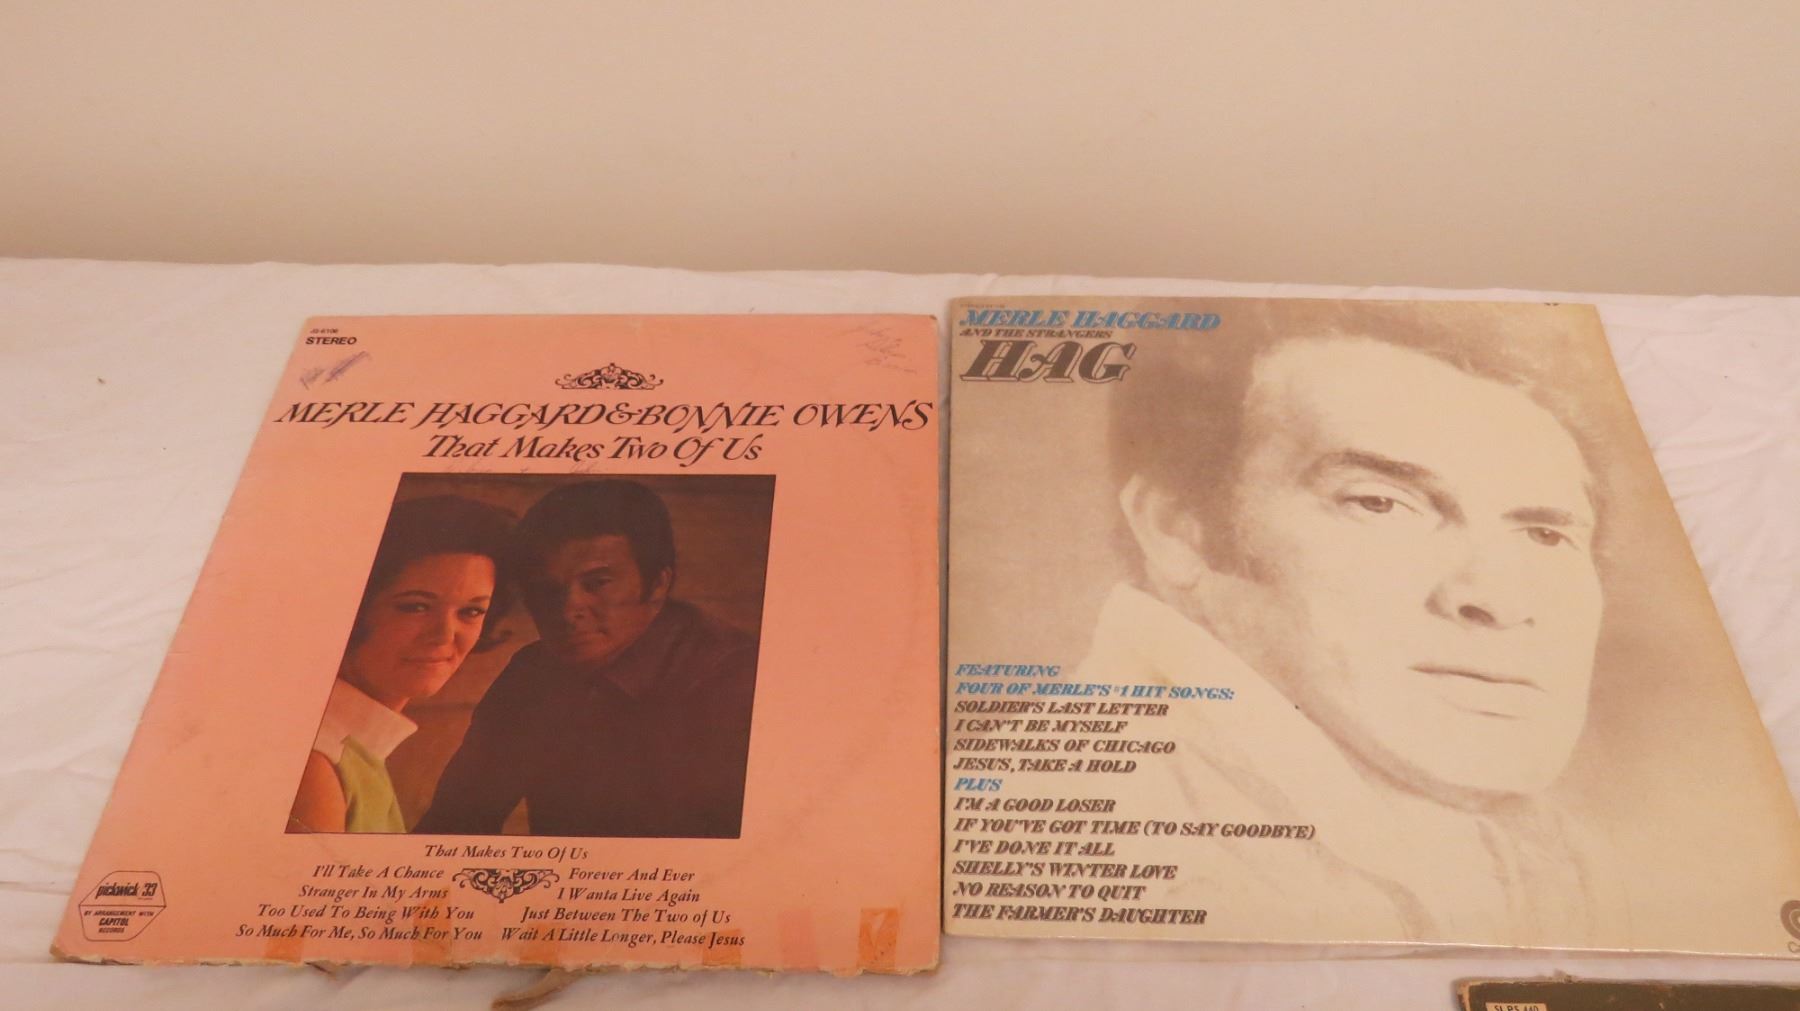 JS-6106
STEREO
MERLE HAGGARD & BONNIE OWENS
That Makes Two Of Us
That Makes Two Of Us
I'll Take A Chance
Stranger In My Arms
Too Used To Being With You
So Much For Me, So Much For You
Forever And Ever
I Wanta Live Again
Just Between The Two of Us
Wait A Little Longer, Please Jesus
pickwick/33
BY ARRANGEMENT WITH
CAPITOL
RECORDS
MERLE HAGGARD
AND THE STRANGERS
HAG
FEATURING
FOUR OF MERLE'S #1 HIT SONGS:
SOLDIER'S LAST LETTER
I CAN'T BE MYSELF
SIDEWALKS OF CHICAGO
JESUS, TAKE A HOLD
PLUS
I'M A GOOD LOSER
IF YOU'VE GOT TIME (TO SAY GOODBYE)
I'VE DONE IT ALL
SHELLY'S WINTER LOVE
NO REASON TO QUIT
THE FARMER'S DAUGHTER
SLPS 440